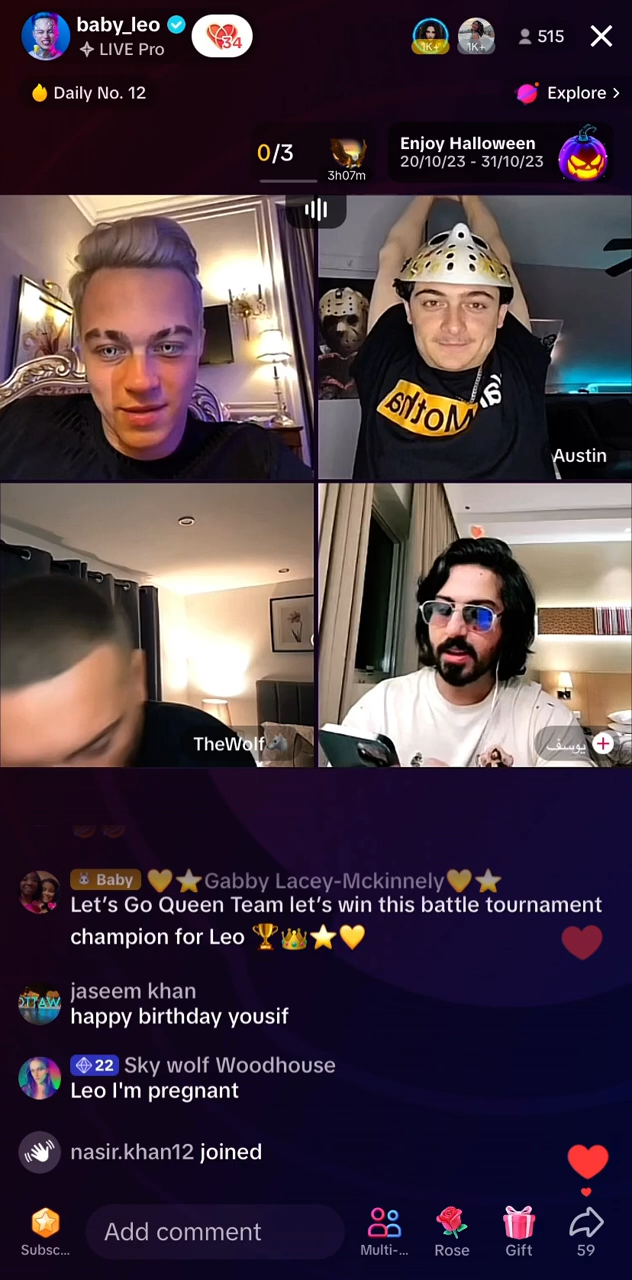 baby_leo
LIVE Pro
34
1K+
1K+
515
Daily No. 12
Explore >
0/3
3h07m
Enjoy Halloween
20/10/23 - 31/10/23
Motha
Austin
TheWolf
يوسف
Baby 💛⭐Gabby Lacey-Mckinnely💛⭐
Let's Go Queen Team let's win this battle tournament
champion for Leo 🏆👑⭐💛
jaseem khan
happy birthday yousif
22 Sky wolf Woodhouse
Leo I'm pregnant
nasir.khan12 joined
Add comment
Subsc...
Multi-...
Rose
Gift
59